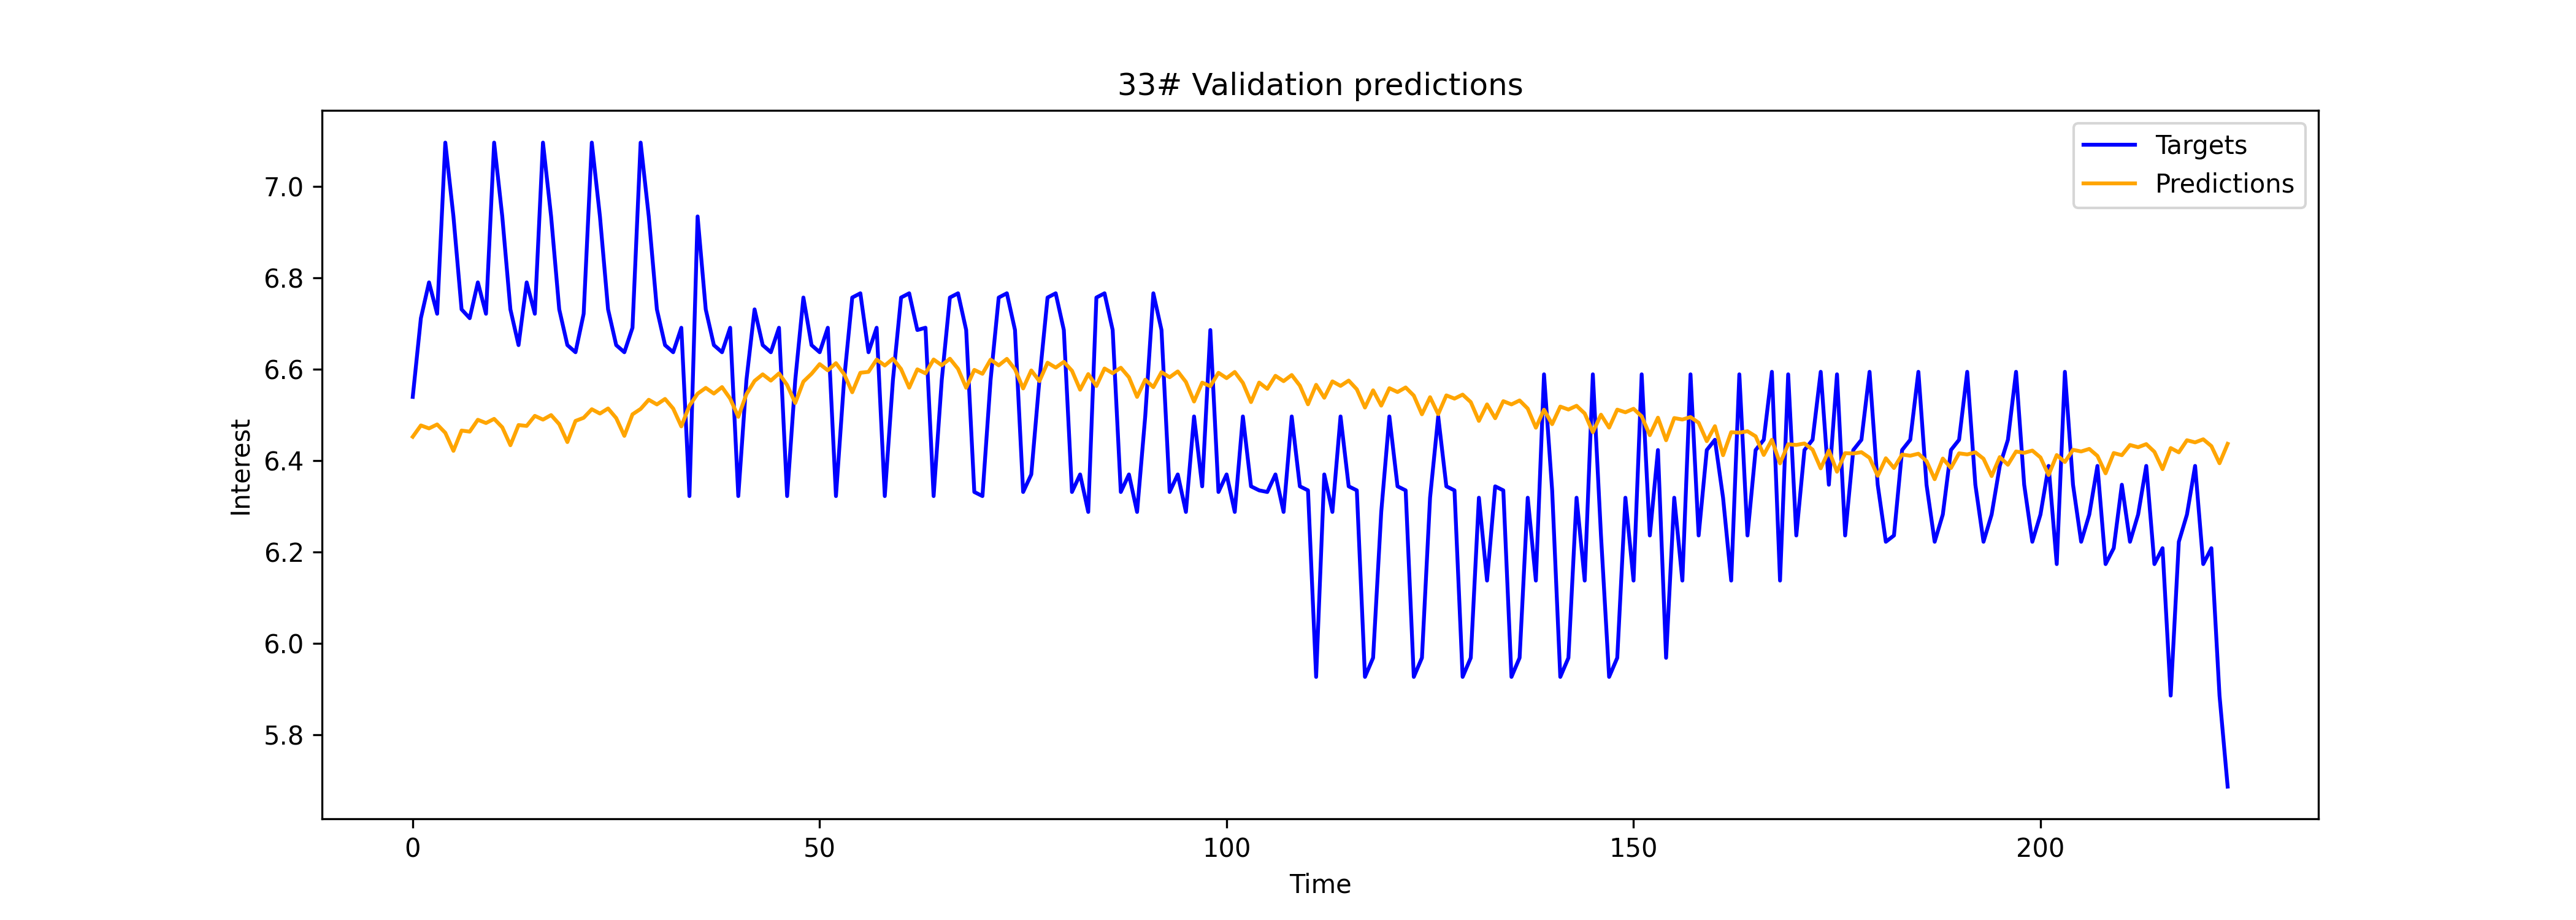 33# Validation predictions
Targets
Predictions
Interest
7.0
6.8
6.6
6.4
6.2
6.0
5.8
0
50
100
150
200
Time